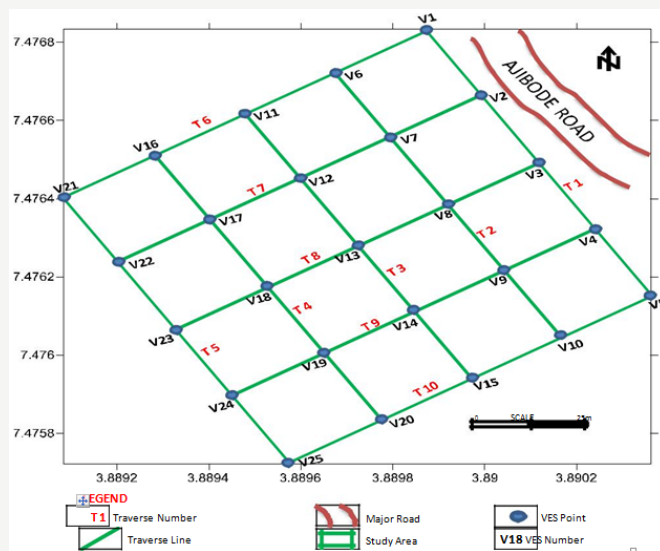 V1
7.4768
V6
AJIBODE ROAD
N
V11
V2
7.4766
T6
V16
V7
V3
T1
V21
T7
V12
7.4764
V17
V8
T2
V4
V22
T8
V13
T3
7.4762
V18
V9
T4
V23
T9
V14
T5
7.476
V19
V10
V24
T10
V15
V20
SCALE
0
25m
7.4758
V25
3.8892 3.8894 3.8896 3.8898 3.89 3.8902
EGEND
T1 Traverse Number
Major Road
VES Point
Traverse Line
Study Area
V18 VES Number